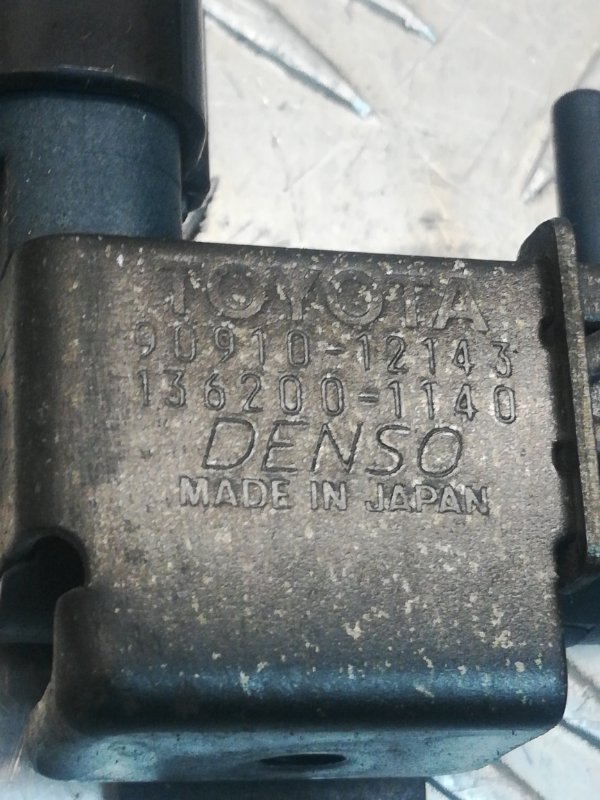 TOYOTA
90910-12143
136200-1140
DENSO
MADE IN JAPAN